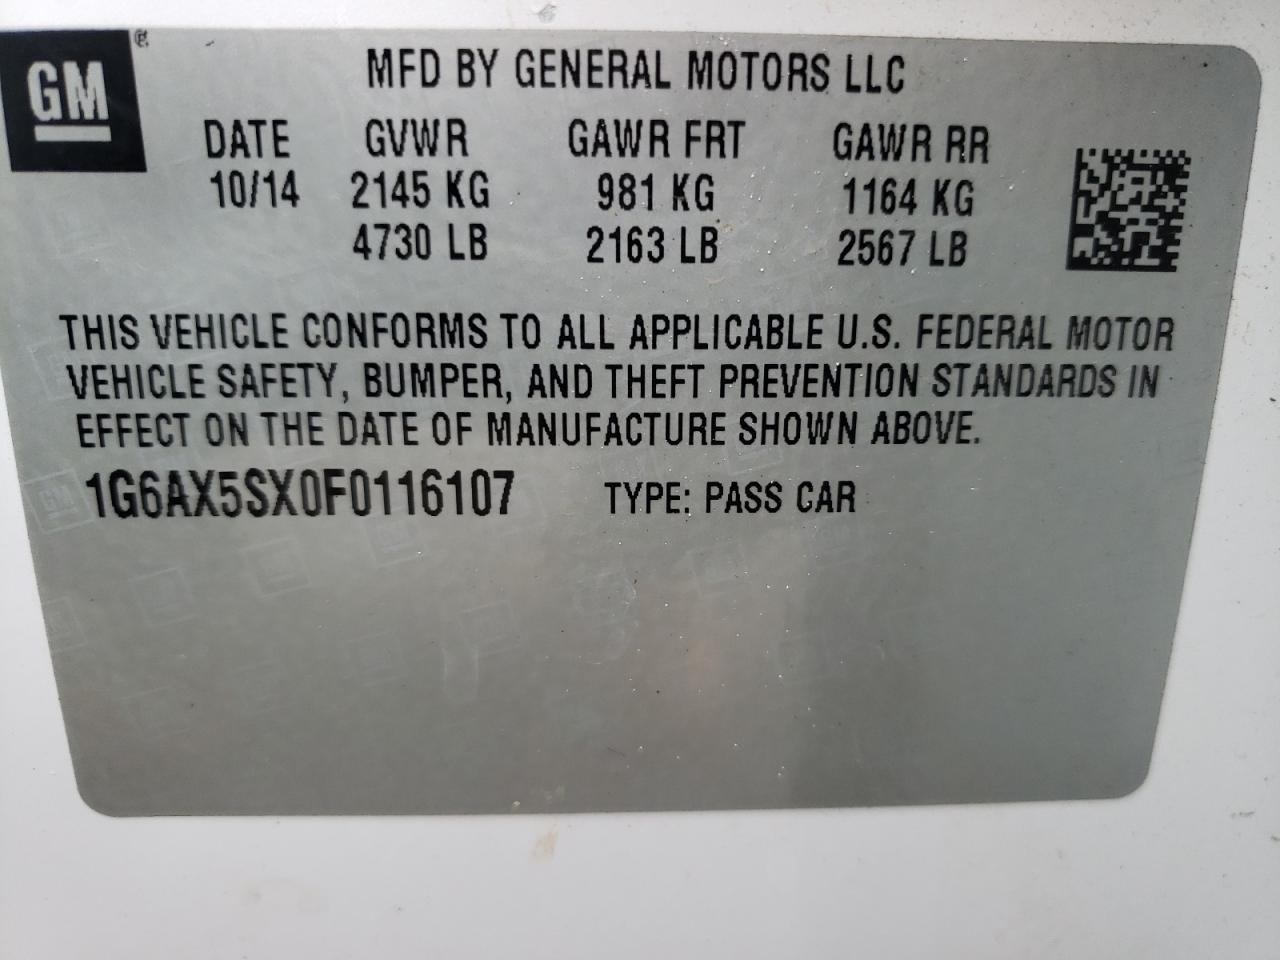 GM ®
MFD BY GENERAL MOTORS LLC
DATE GVWR GAWR FRT GAWR RR
10/14 2145 KG 981 KG 1164 KG
4730 LB 2163 LB 2567 LB
THIS VEHICLE CONFORMS TO ALL APPLICABLE U.S. FEDERAL MOTOR
VEHICLE SAFETY, BUMPER, AND THEFT PREVENTION STANDARDS IN
EFFECT ON THE DATE OF MANUFACTURE SHOWN ABOVE.
1G6AX5SX0F0116107 TYPE: PASS CAR